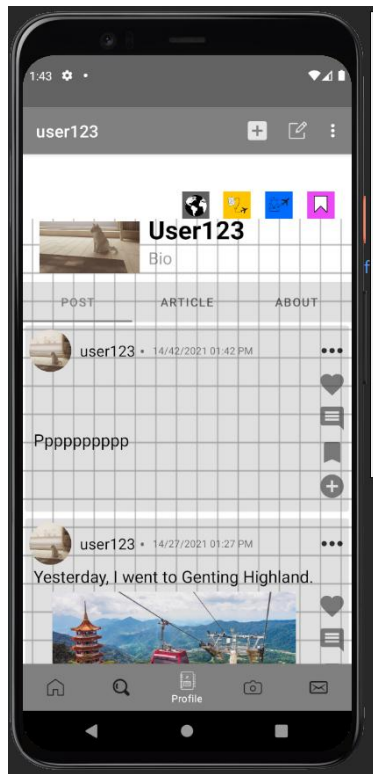 1:43
user123
User123
Bio
POST ARTICLE ABOUT
user123 • 14/42/2021 01:42 PM
Pppppppppp
user123 • 14/27/2021 01:27 PM
Yesterday, I went to Genting Highland.
Profile
f